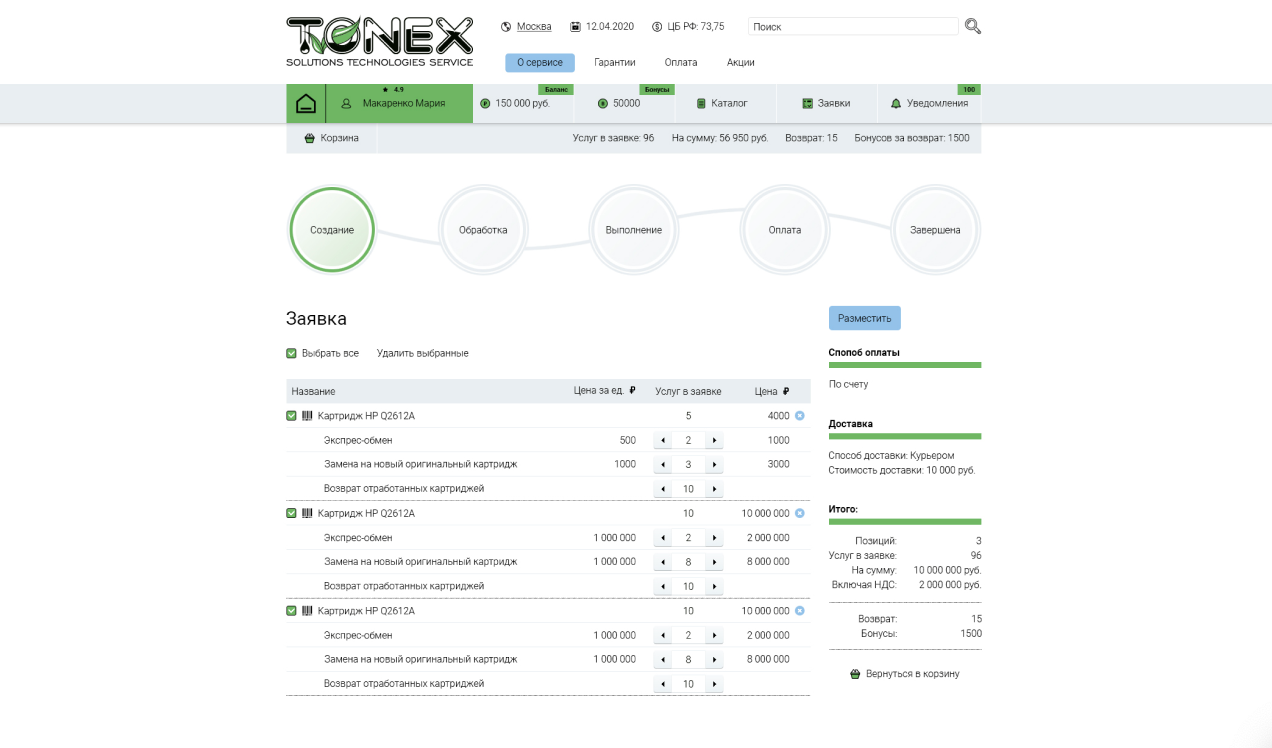 TONEX
SOLUTIONS TECHNOLOGIES SERVICE
Москва 12.04.2020 ЦБ РФ: 73,75 Поиск
О сервисе Гарантии Оплата Акции
4.9 Баланс Бонусы 100
Макаренко Мария 150 000 руб. 50000 Каталог Заявки Уведомления
Корзина Услуг в заявке: 96 На сумму: 56 950 руб. Возврат: 15 Бонусов за возврат: 1500
Создание Обработка Выполнение Оплата Завершена
Заявка
Выбрать все Удалить выбранные
Название Цена за ед. ₽ Услуг в заявке Цена ₽
Картридж HP Q2612A 5 4000
Экспрес-обмен 500 2 1000
Замена на новый оригинальный картридж 1000 3 3000
Возврат отработанных картриджей 10
Картридж HP Q2612A 10 10 000 000
Экспрес-обмен 1 000 000 2 2 000 000
Замена на новый оригинальный картридж 1 000 000 8 8 000 000
Возврат отработанных картриджей 10
Картридж HP Q2612A 10 10 000 000
Экспрес-обмен 1 000 000 2 2 000 000
Замена на новый оригинальный картридж 1 000 000 8 8 000 000
Возврат отработанных картриджей 10
Разместить
Спопоб оплаты
По счету
Доставка
Способ доставки: Курьером
Стоимость доставки: 10 000 руб.
Итого:
Позиций: 3
Услуг в заявке: 96
На сумму: 10 000 000 руб.
Включая НДС: 2 000 000 руб.
Возврат: 15
Бонусы: 1500
Вернуться в корзину